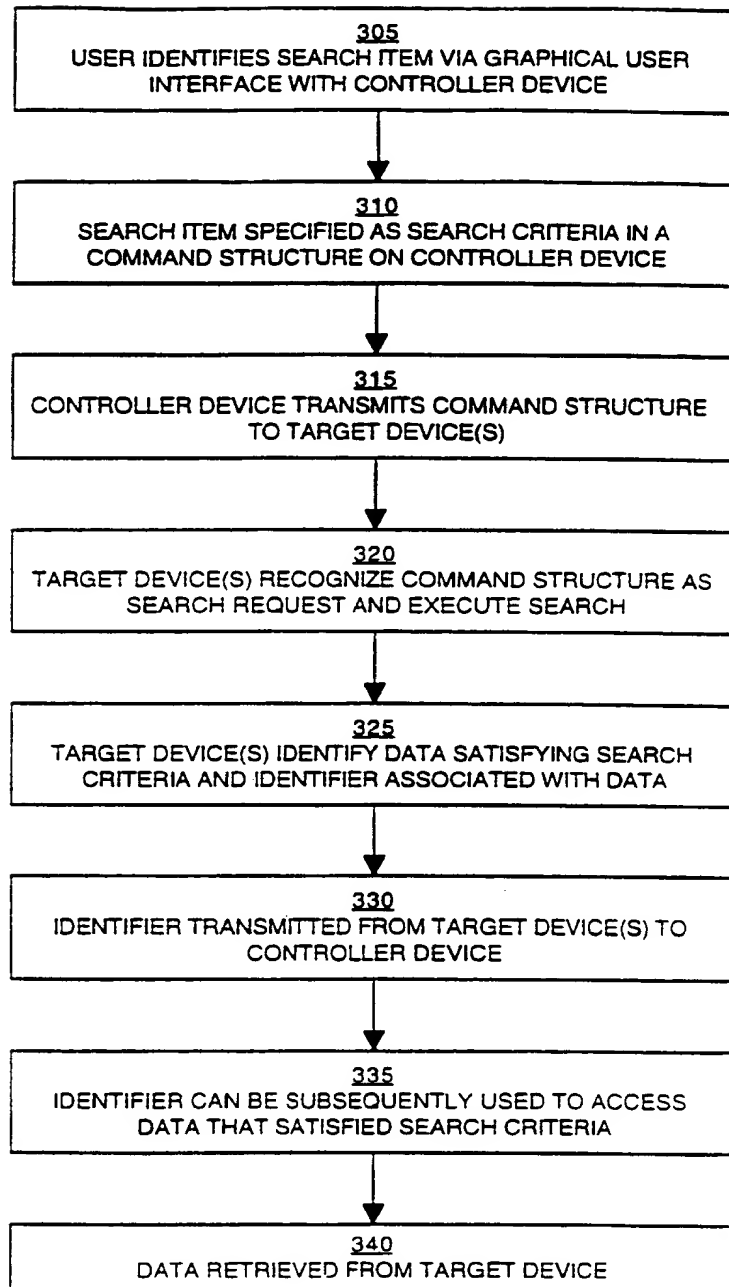 305
USER IDENTIFIES SEARCH ITEM VIA GRAPHICAL USER
INTERFACE WITH CONTROLLER DEVICE
310
SEARCH ITEM SPECIFIED AS SEARCH CRITERIA IN A
COMMAND STRUCTURE ON CONTROLLER DEVICE
315
CONTROLLER DEVICE TRANSMITS COMMAND STRUCTURE
TO TARGET DEVICE(S)
320
TARGET DEVICE(S) RECOGNIZE COMMAND STRUCTURE AS
SEARCH REQUEST AND EXECUTE SEARCH
325
TARGET DEVICE(S) IDENTIFY DATA SATISFYING SEARCH
CRITERIA AND IDENTIFIER ASSOCIATED WITH DATA
330
IDENTIFIER TRANSMITTED FROM TARGET DEVICE(S) TO
CONTROLLER DEVICE
335
IDENTIFIER CAN BE SUBSEQUENTLY USED TO ACCESS
DATA THAT SATISFIED SEARCH CRITERIA
340
DATA RETRIEVED FROM TARGET DEVICE